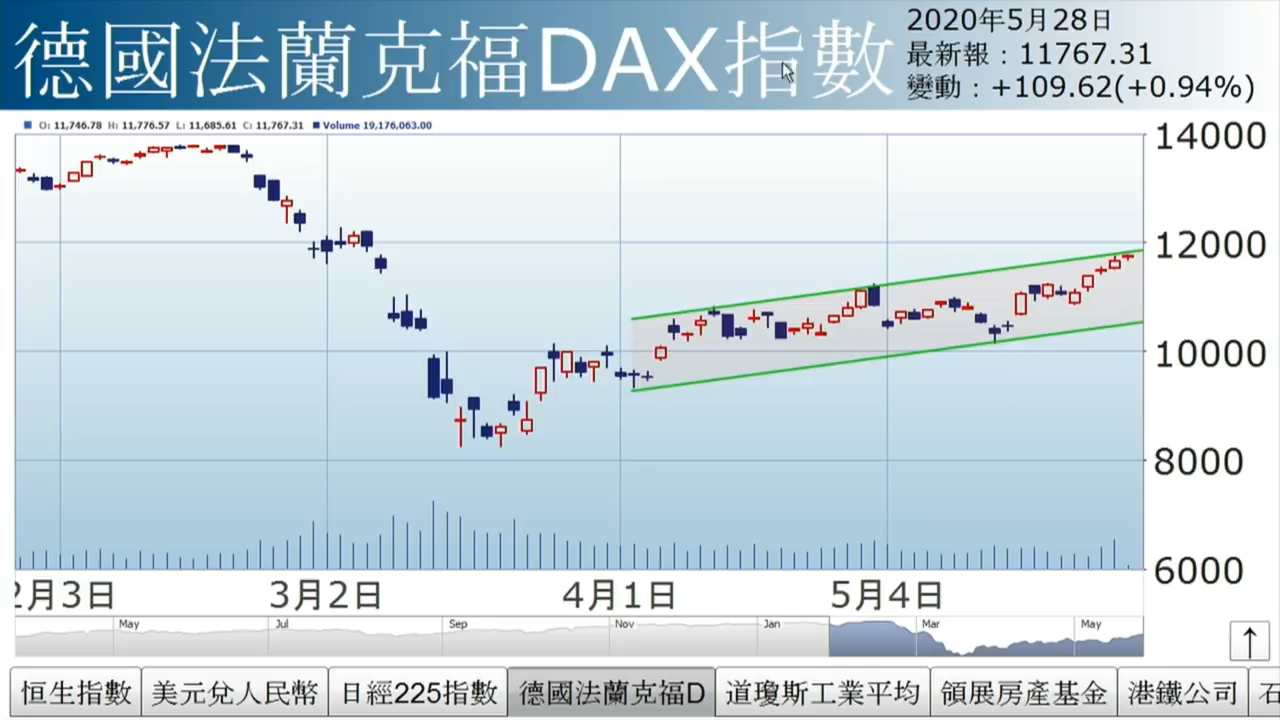 德國法蘭克福DAX指數
2020年5月28日
最新報：11767.31
變動：+109.62(+0.94%)
O: 11,746.78 H: 11,776.57 L: 11,685.61 C: 11,767.31 Volume 19,176,063.00
14000
12000
10000
8000
6000
2月3日 3月2日 4月1日 5月4日
May Jul Sep Nov Jan Mar May
恒生指數 美元兌人民幣 日經225指數 德國法蘭克福D 道瓊斯工業平均 領展房產基金 港鐵公司 石